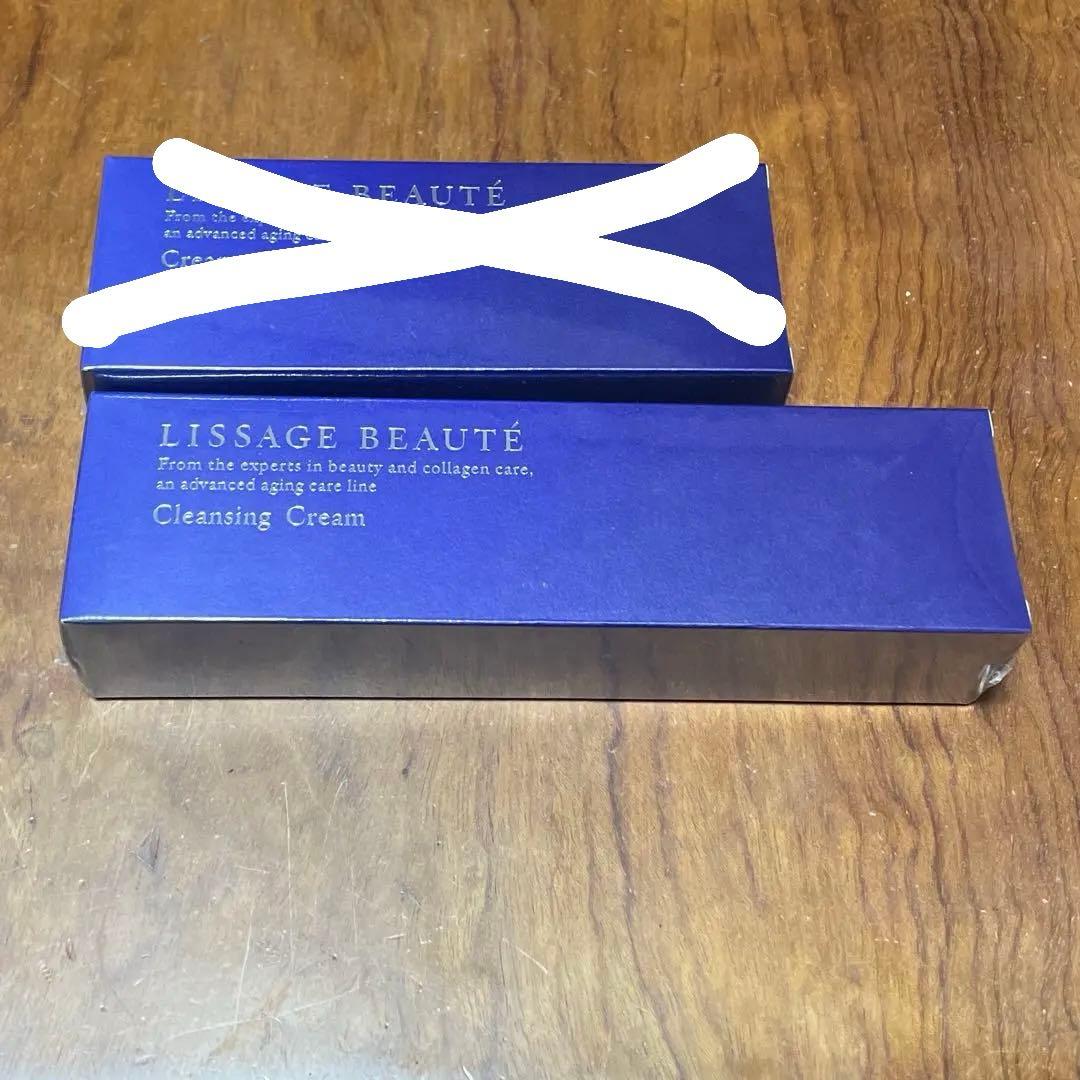 BEAUTÉ
From the
an advanced aging
LISSAGE BEAUTÉ
From the experts in beauty and collagen care,
an advanced aging care line
Cleansing Cream